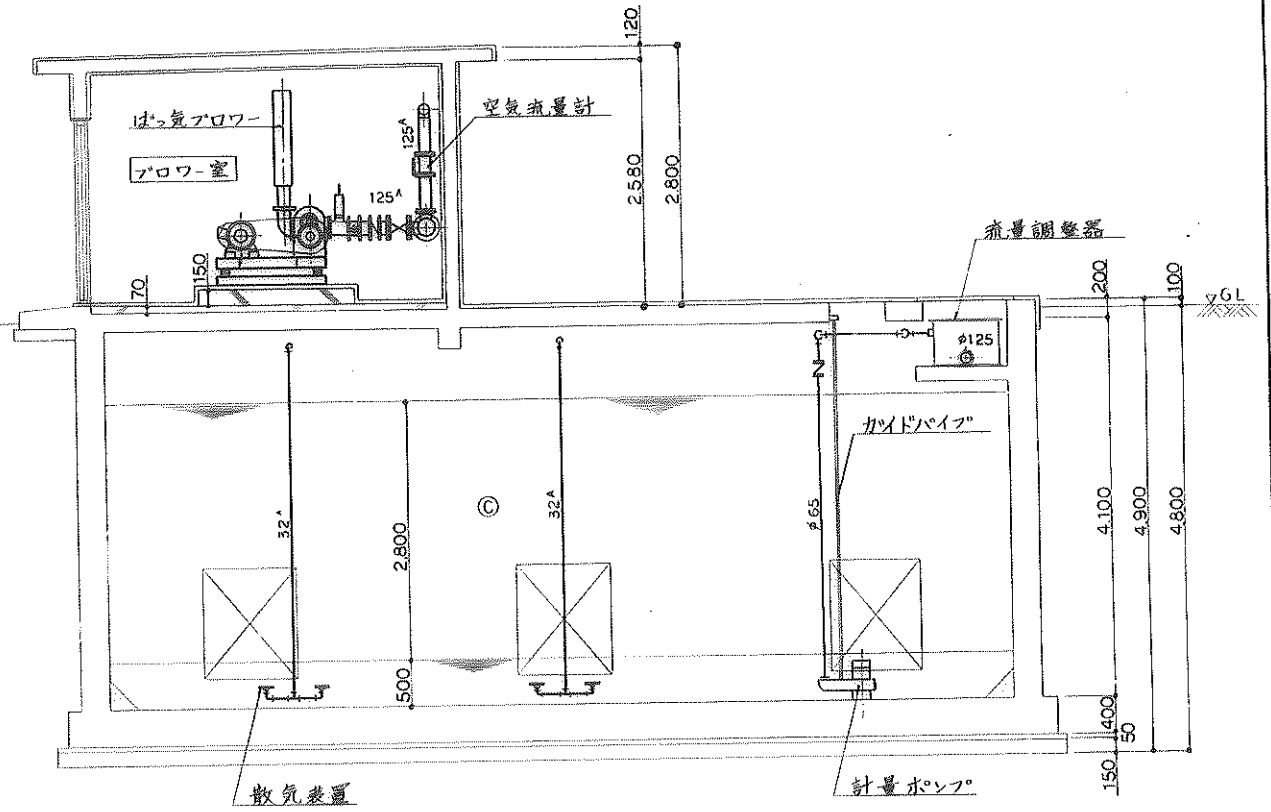 120
ばっ気ブロワー
空気流量計
125A
ブロワー室
125A
2.580
2.800
流量調整器
70
150
200
100
▽GL
φ125
ガイドパイプ
32A
2.800
Ⓒ
32A
φ65
4.100
4.900
4.800
500
400
50
150
散気装置
計量ポンプ